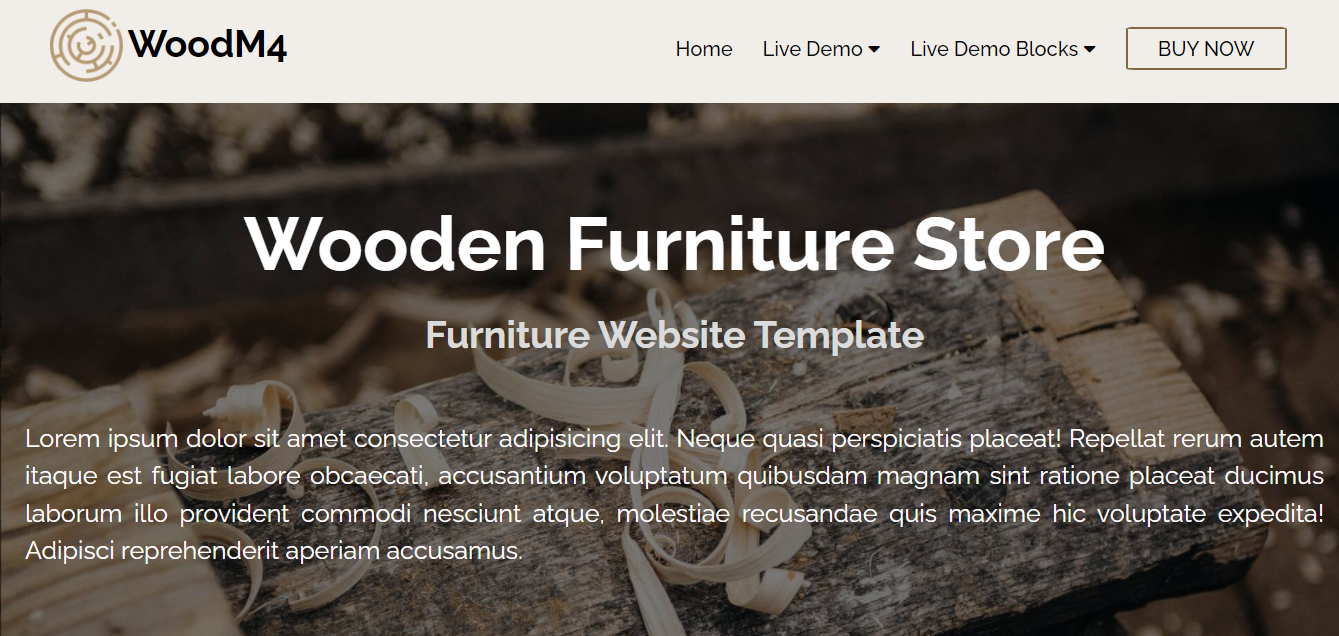 WoodM4
Home
Live Demo
Live Demo Blocks
BUY NOW
Wooden Furniture Store
Furniture Website Template
Lorem ipsum dolor sit amet consectetur adipisicing elit. Neque quasi perspiciatis placeat! Repellat rerum autem
itaque est fugiat labore obcaecati, accusantium voluptatum quibusdam magnam sint ratione placeat ducimus
laborum illo provident commodi nesciunt atque, molestiae recusandae quis maxime hic voluptate expedita!
Adipisci reprehenderit aperiam accusamus.